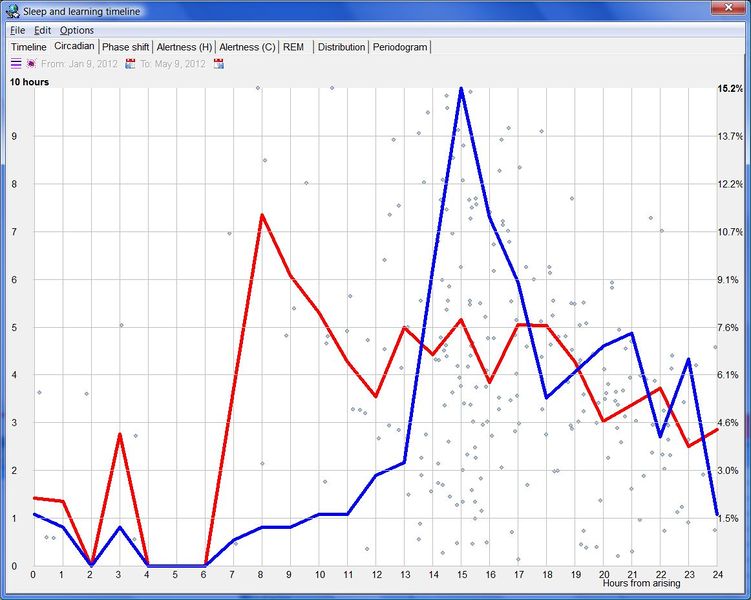 Sleep and learning timeline
File Edit Options
Timeline Circadian Phase shift Alertness (H) Alertness (C) REM Distribution Periodogram
From: Jan 9, 2012 To: May 9, 2012
10 hours
15.2%
9 13.7%
8 12.2%
7 10.7%
6 9.1%
5 7.6%
4 6.1%
3 4.6%
2 3.0%
1 1.5%
0
0 1 2 3 4 5 6 7 8 9 10 11 12 13 14 15 16 17 18 19 20 21 22 23 24
Hours from arising